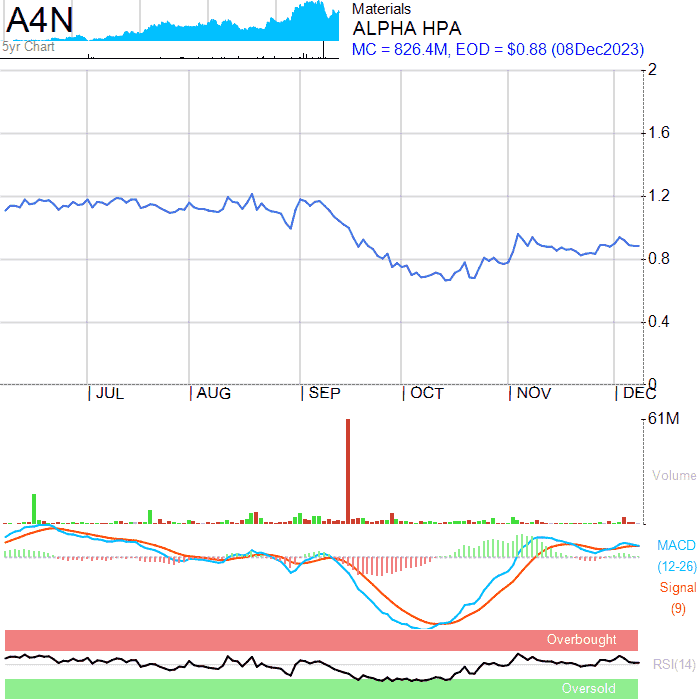 A4N
5yr Chart
Materials
ALPHA HPA
MC = 826.4M, EOD = $0.88 (08Dec2023)
2
1.6
1.2
0.8
0.4
0
JUL AUG SEP OCT NOV DEC
61M
Volume
MACD
(12-26)
Signal
(9)
Overbought
RSI(14)
Oversold